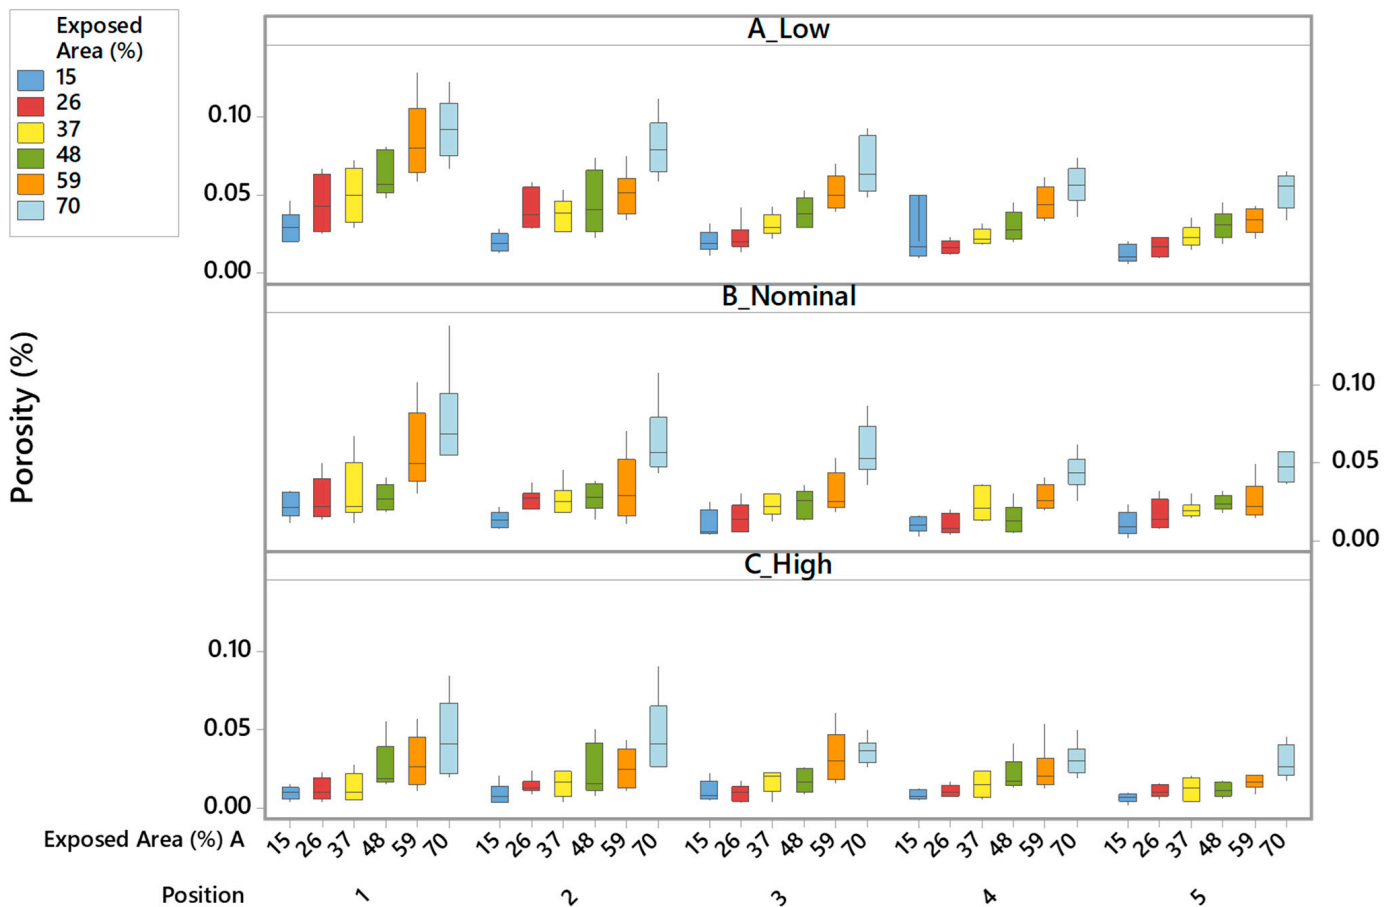 Exposed
Area (%)
15
26
37
48
59
70
A_Low
0.10
0.05
0.00
B_Nominal
0.10
0.05
0.00
C_High
0.10
0.05
0.00
Porosity (%)
Exposed Area (%) A
15 26 37 48 59 70 15 26 37 48 59 70 15 26 37 48 59 70 15 26 37 48 59 70 15 26 37 48 59 70
Position
1 2 3 4 5